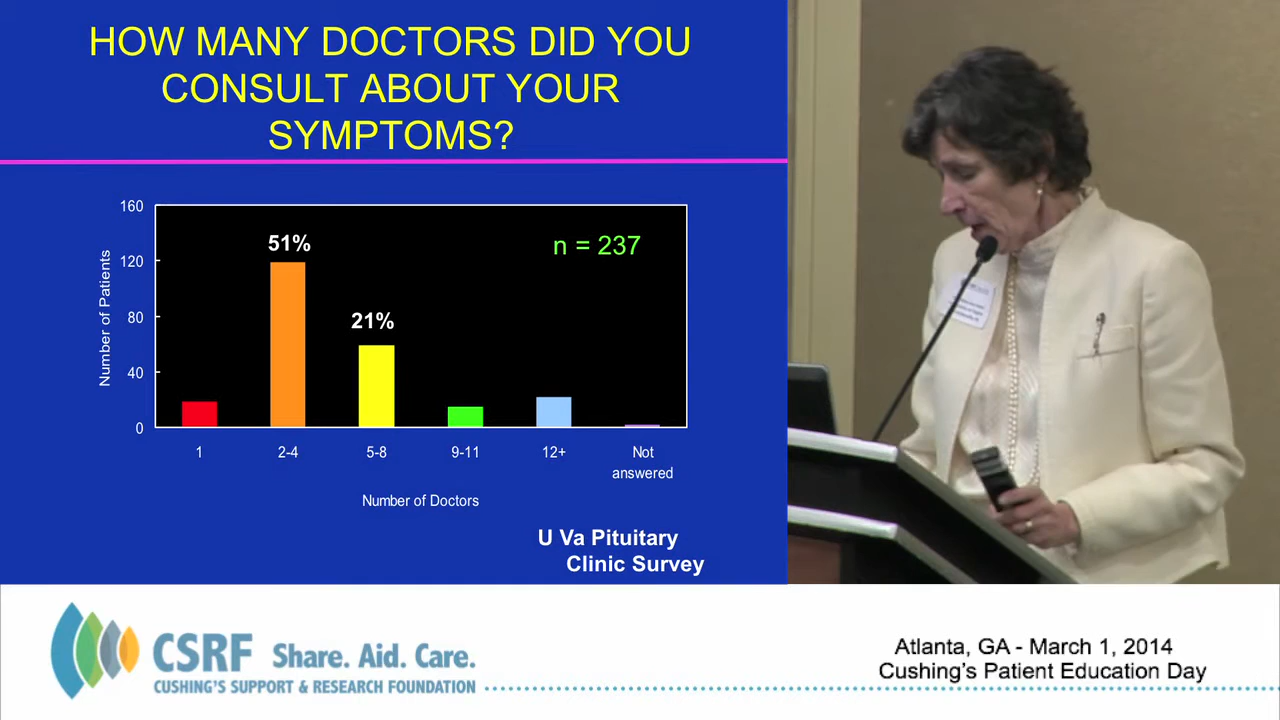 HOW MANY DOCTORS DID YOU
CONSULT ABOUT YOUR
SYMPTOMS?
160
120
80
40
0
Number of Patients
51%
21%
n = 237
1
2-4
5-8
9-11
12+
Not
answered
Number of Doctors
U Va Pituitary
Clinic Survey
CSRF Share. Aid. Care.
CUSHING'S SUPPORT & RESEARCH FOUNDATION
Atlanta, GA - March 1, 2014
Cushing's Patient Education Day